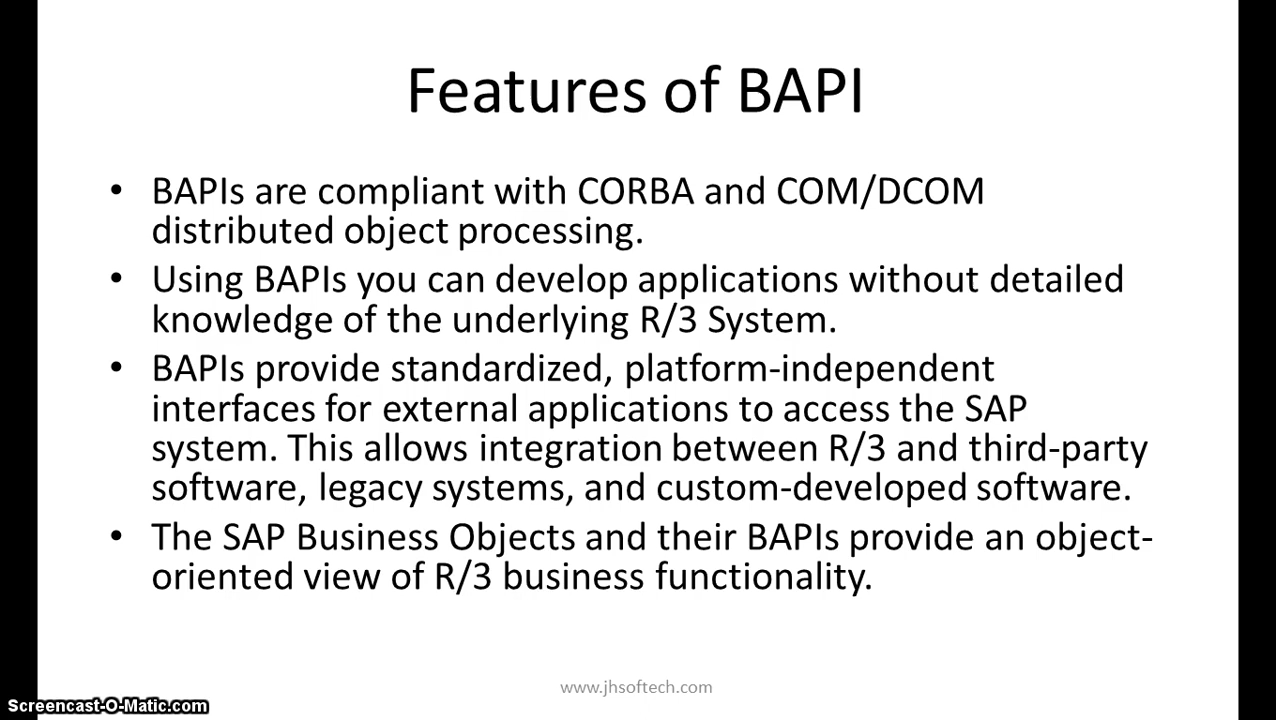 Features of BAPI
• BAPIs are compliant with CORBA and COM/DCOM
distributed object processing.
• Using BAPIs you can develop applications without detailed
knowledge of the underlying R/3 System.
• BAPIs provide standardized, platform-independent
interfaces for external applications to access the SAP
system. This allows integration between R/3 and third-party
software, legacy systems, and custom-developed software.
• The SAP Business Objects and their BAPIs provide an object-
oriented view of R/3 business functionality.
www.jhsoftech.com
Screencast-O-Matic.com